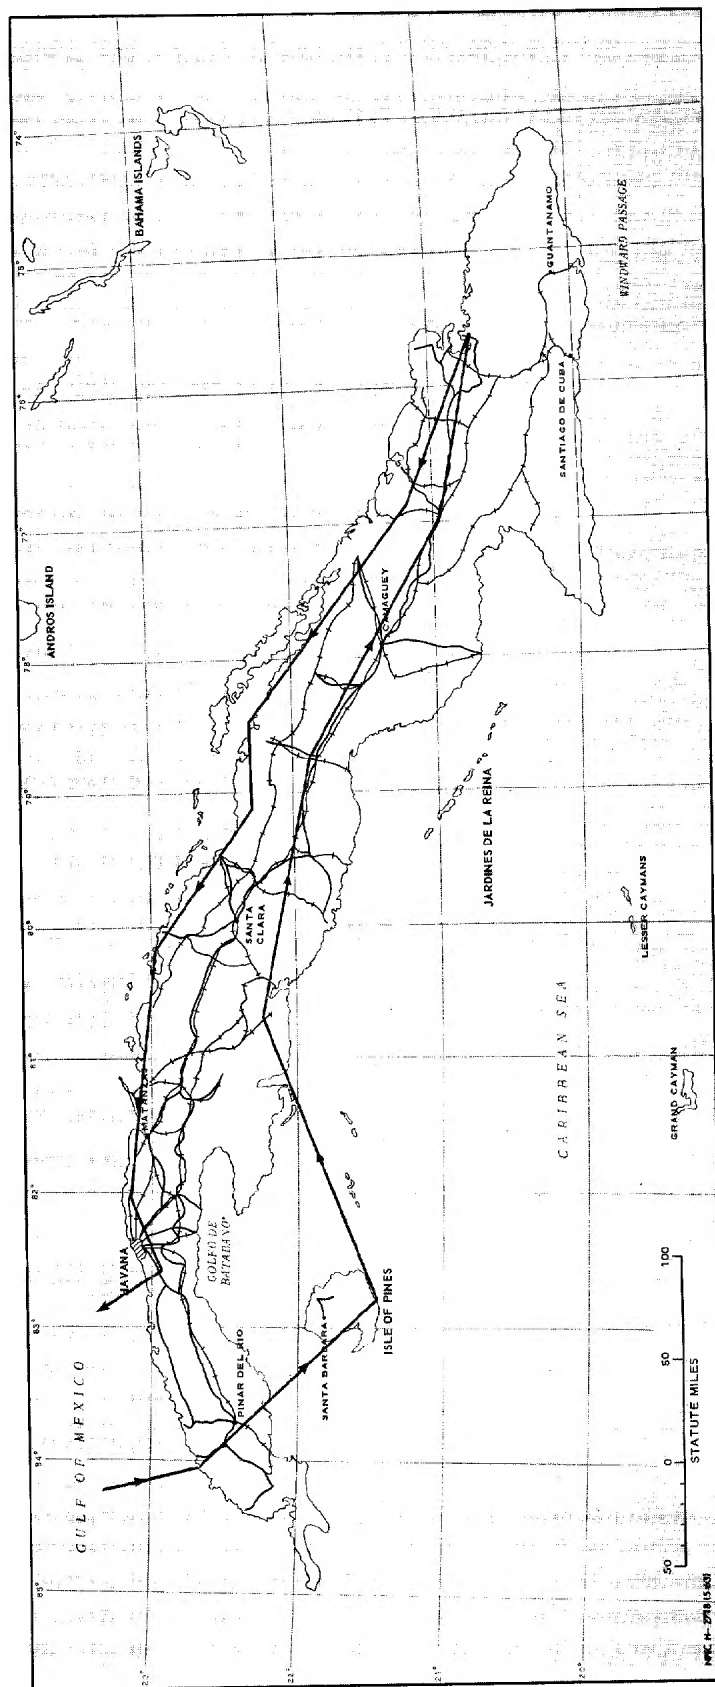 GULF OF MEXICO
HAVANA
MATANZAS
PINAR DEL RIO
GOLFO DE
BATABANO
SANTA BARBARA
ISLE OF PINES
SANTA
CLARA
CAMAGUEY
SANTIAGO DE CUBA
GUANTANAMO
ANDROS ISLAND
BAHAMA ISLANDS
WINDWARD PASSAGE
JARDINES DE LA REINA
CARIBBEAN SEA
LESSER CAYMANS
GRAND CAYMAN
85°
84°
83°
82°
81°
80°
79°
78°
77°
76°
75°
74°
23°
22°
21°
20°
50
0
50
100
STATUTE MILES